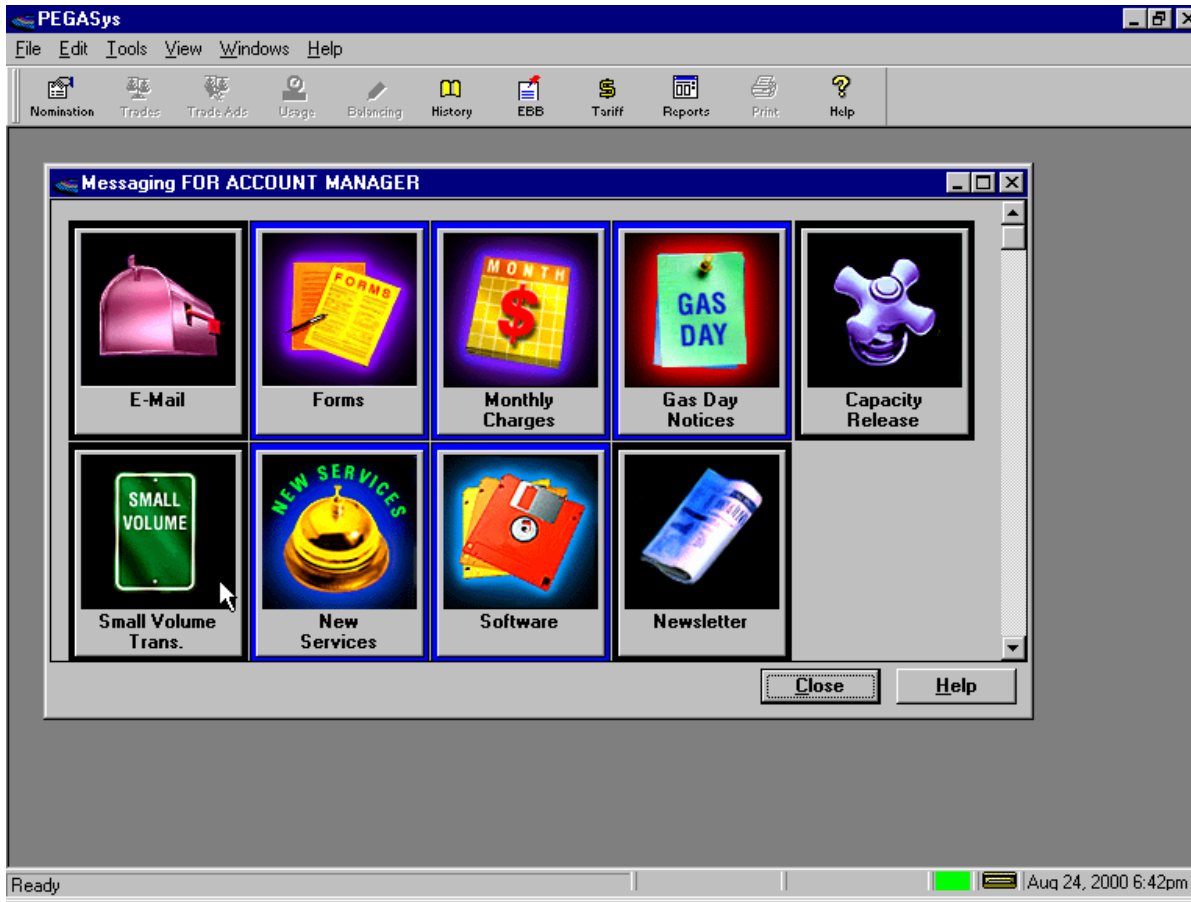 PEGASys
File Edit Tools View Windows Help
Nomination Trades Trade Ads Usage Balancing History EBB Tariff Reports Print Help
Messaging FOR ACCOUNT MANAGER
FORMS
MONTH
$
GAS
DAY
E-Mail
Forms
Monthly
Charges
Gas Day
Notices
Capacity
Release
SMALL
VOLUME
NEW SERVICES
Small Volume
Trans.
New
Services
Software
Newsletter
Close Help
Ready Aug 24, 2000 6:42pm